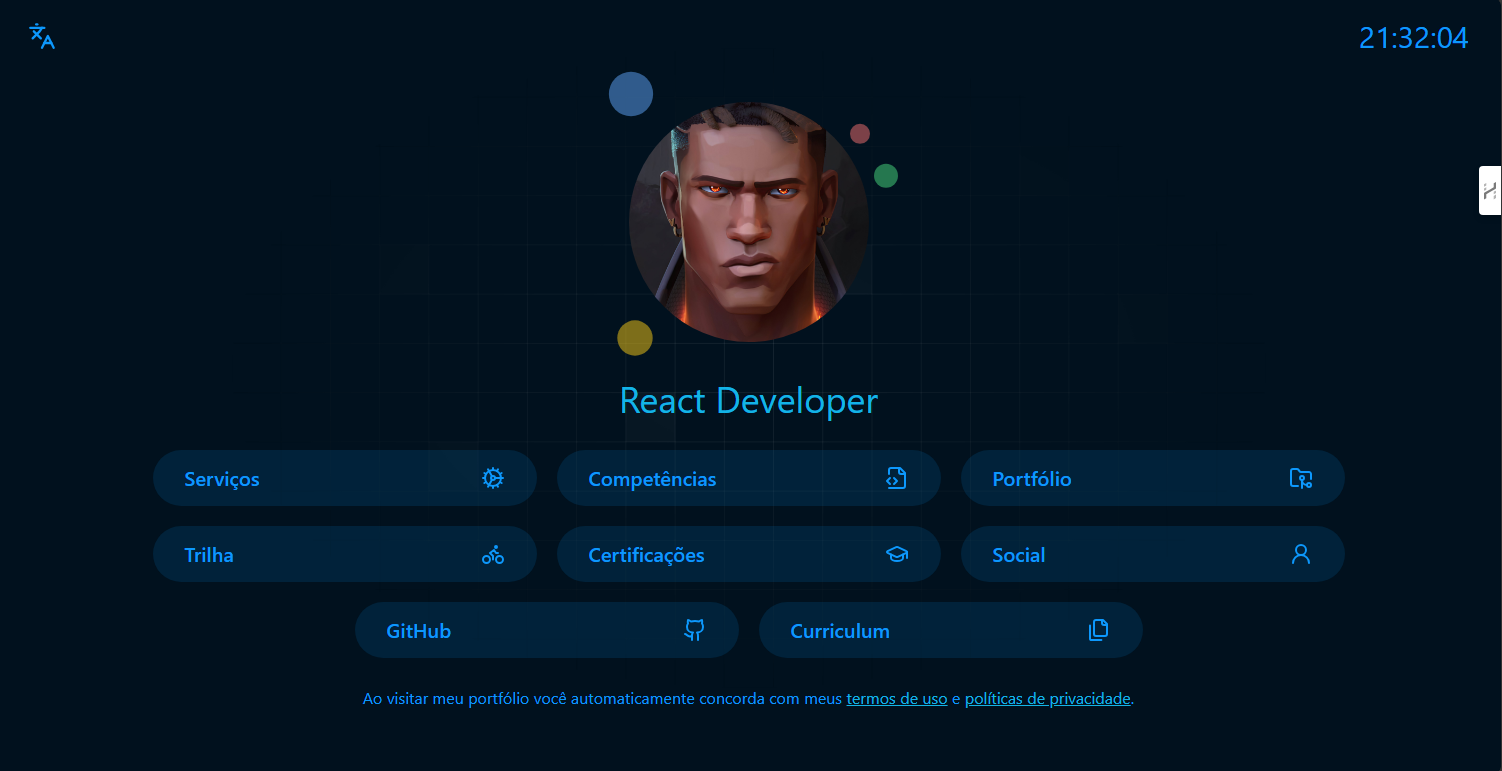 21:32:04
React Developer
Serviços
Competências
Portfólio
Trilha
Certificações
Social
GitHub
Curriculum
Ao visitar meu portfólio você automaticamente concorda com meus termos de uso e políticas de privacidade.